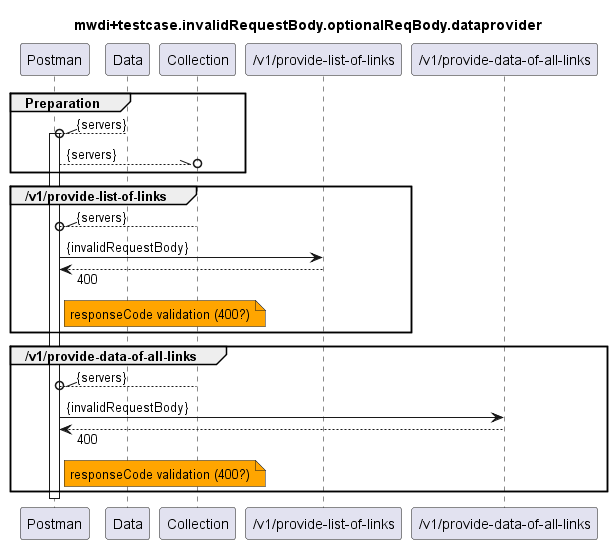 mwdi+testcase.invalidRequestBody.optionalReqBody.dataprovider
Postman Data Collection /v1/provide-list-of-links /v1/provide-data-of-all-links
Preparation
{servers}
{servers}
/v1/provide-list-of-links
{servers}
{invalidRequestBody}
400
responseCode validation (400?)
/v1/provide-data-of-all-links
{servers}
{invalidRequestBody}
400
responseCode validation (400?)
Postman Data Collection /v1/provide-list-of-links /v1/provide-data-of-all-links